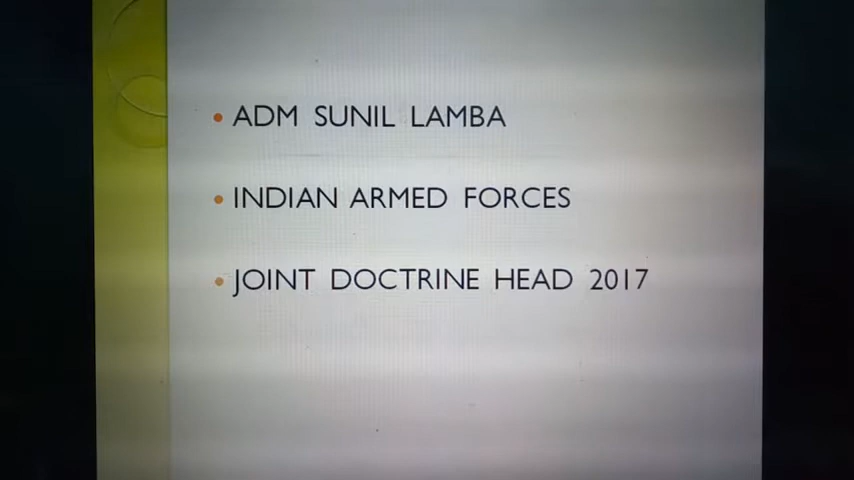 ADM SUNIL LAMBA
INDIAN ARMED FORCES
JOINT DOCTRINE HEAD 2017